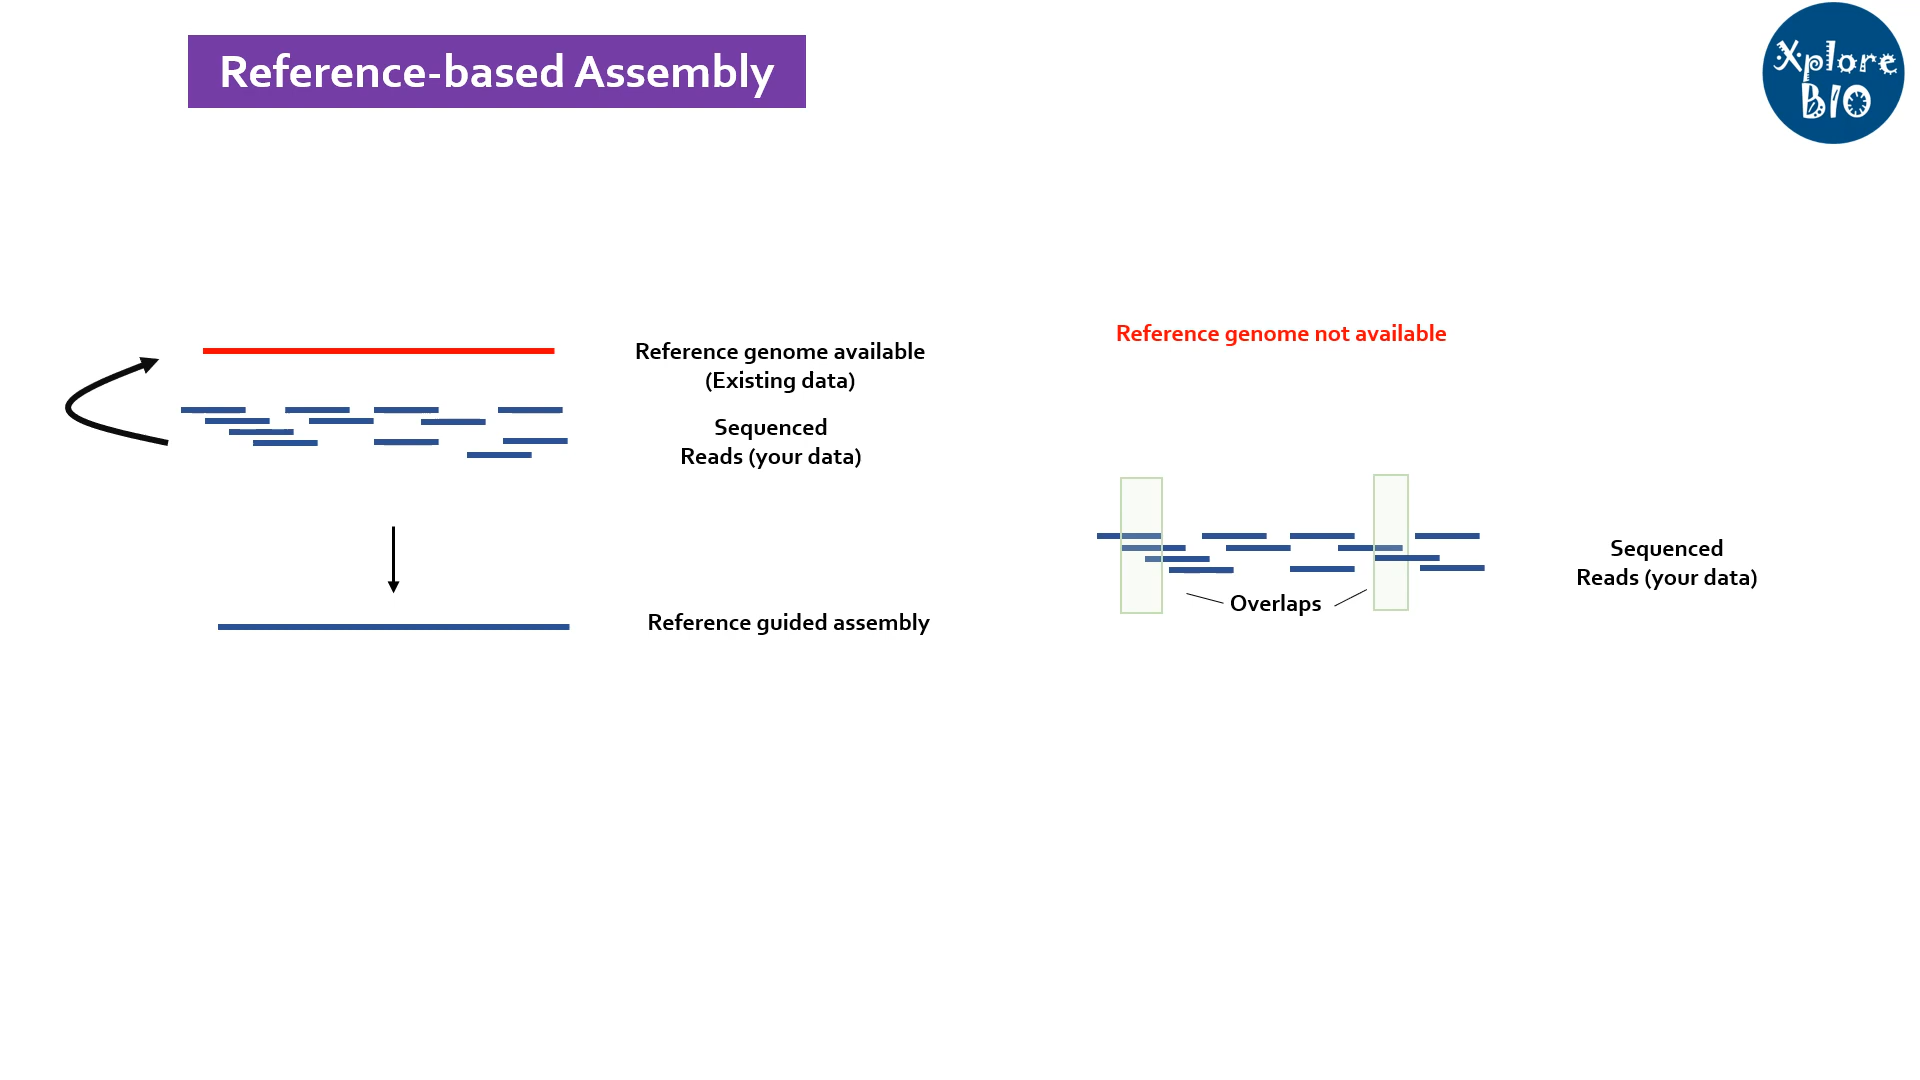 Reference-based Assembly
Xplore
BIO
Reference genome available
(Existing data)
Sequenced
Reads (your data)
Reference guided assembly
Reference genome not available
Overlaps
Sequenced
Reads (your data)